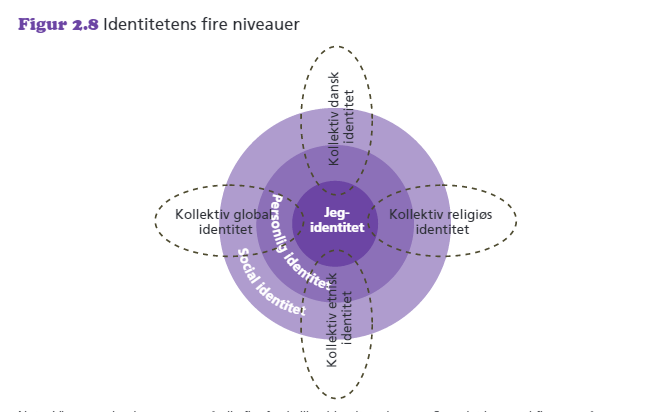 Figur 2.8 Identitetens fire niveauer
Kollektiv dansk
identitet
Kollektiv global
identitet
Personlig identitet
Social identitet
Jeg-
identitet
Kollektiv religiøs
identitet
Kollektiv etnisk
identitet